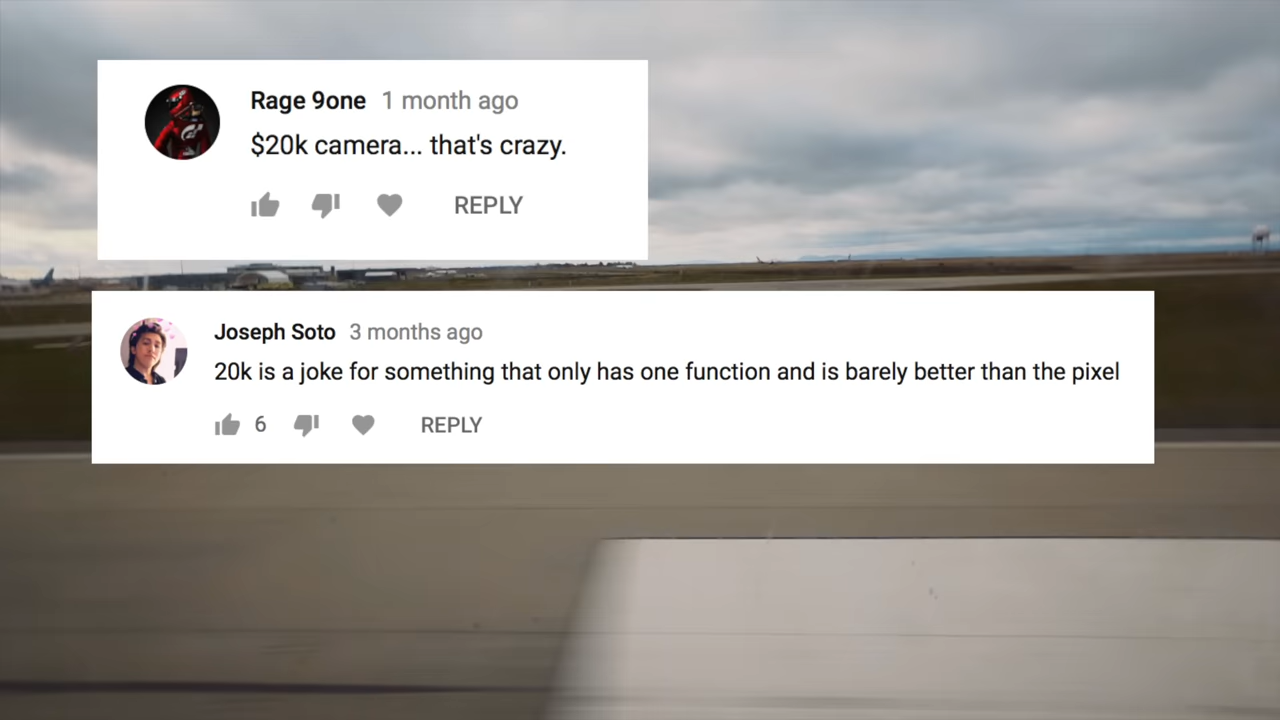 Rage 9one 1 month ago
$20k camera... that's crazy.
REPLY
Joseph Soto 3 months ago
20k is a joke for something that only has one function and is barely better than the pixel
6 REPLY